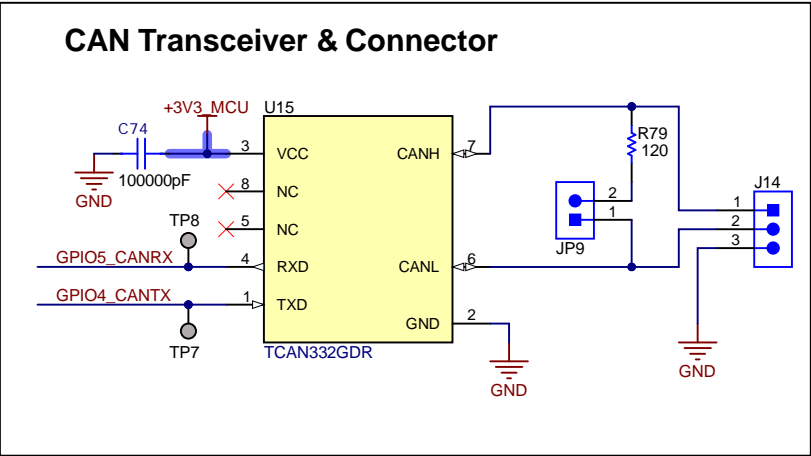 CAN Transceiver & Connector
+3V3_MCU
U15
C74
3
VCC
CANH
7
R79
120
100000pF
GND
8
NC
J14
2
1
JP9
1
2
3
TP8
5
NC
GPIO5_CANRX
4
RXD
CANL
6
GPIO4_CANTX
1
TXD
GND
2
TP7
TCAN332GDR
GND
GND